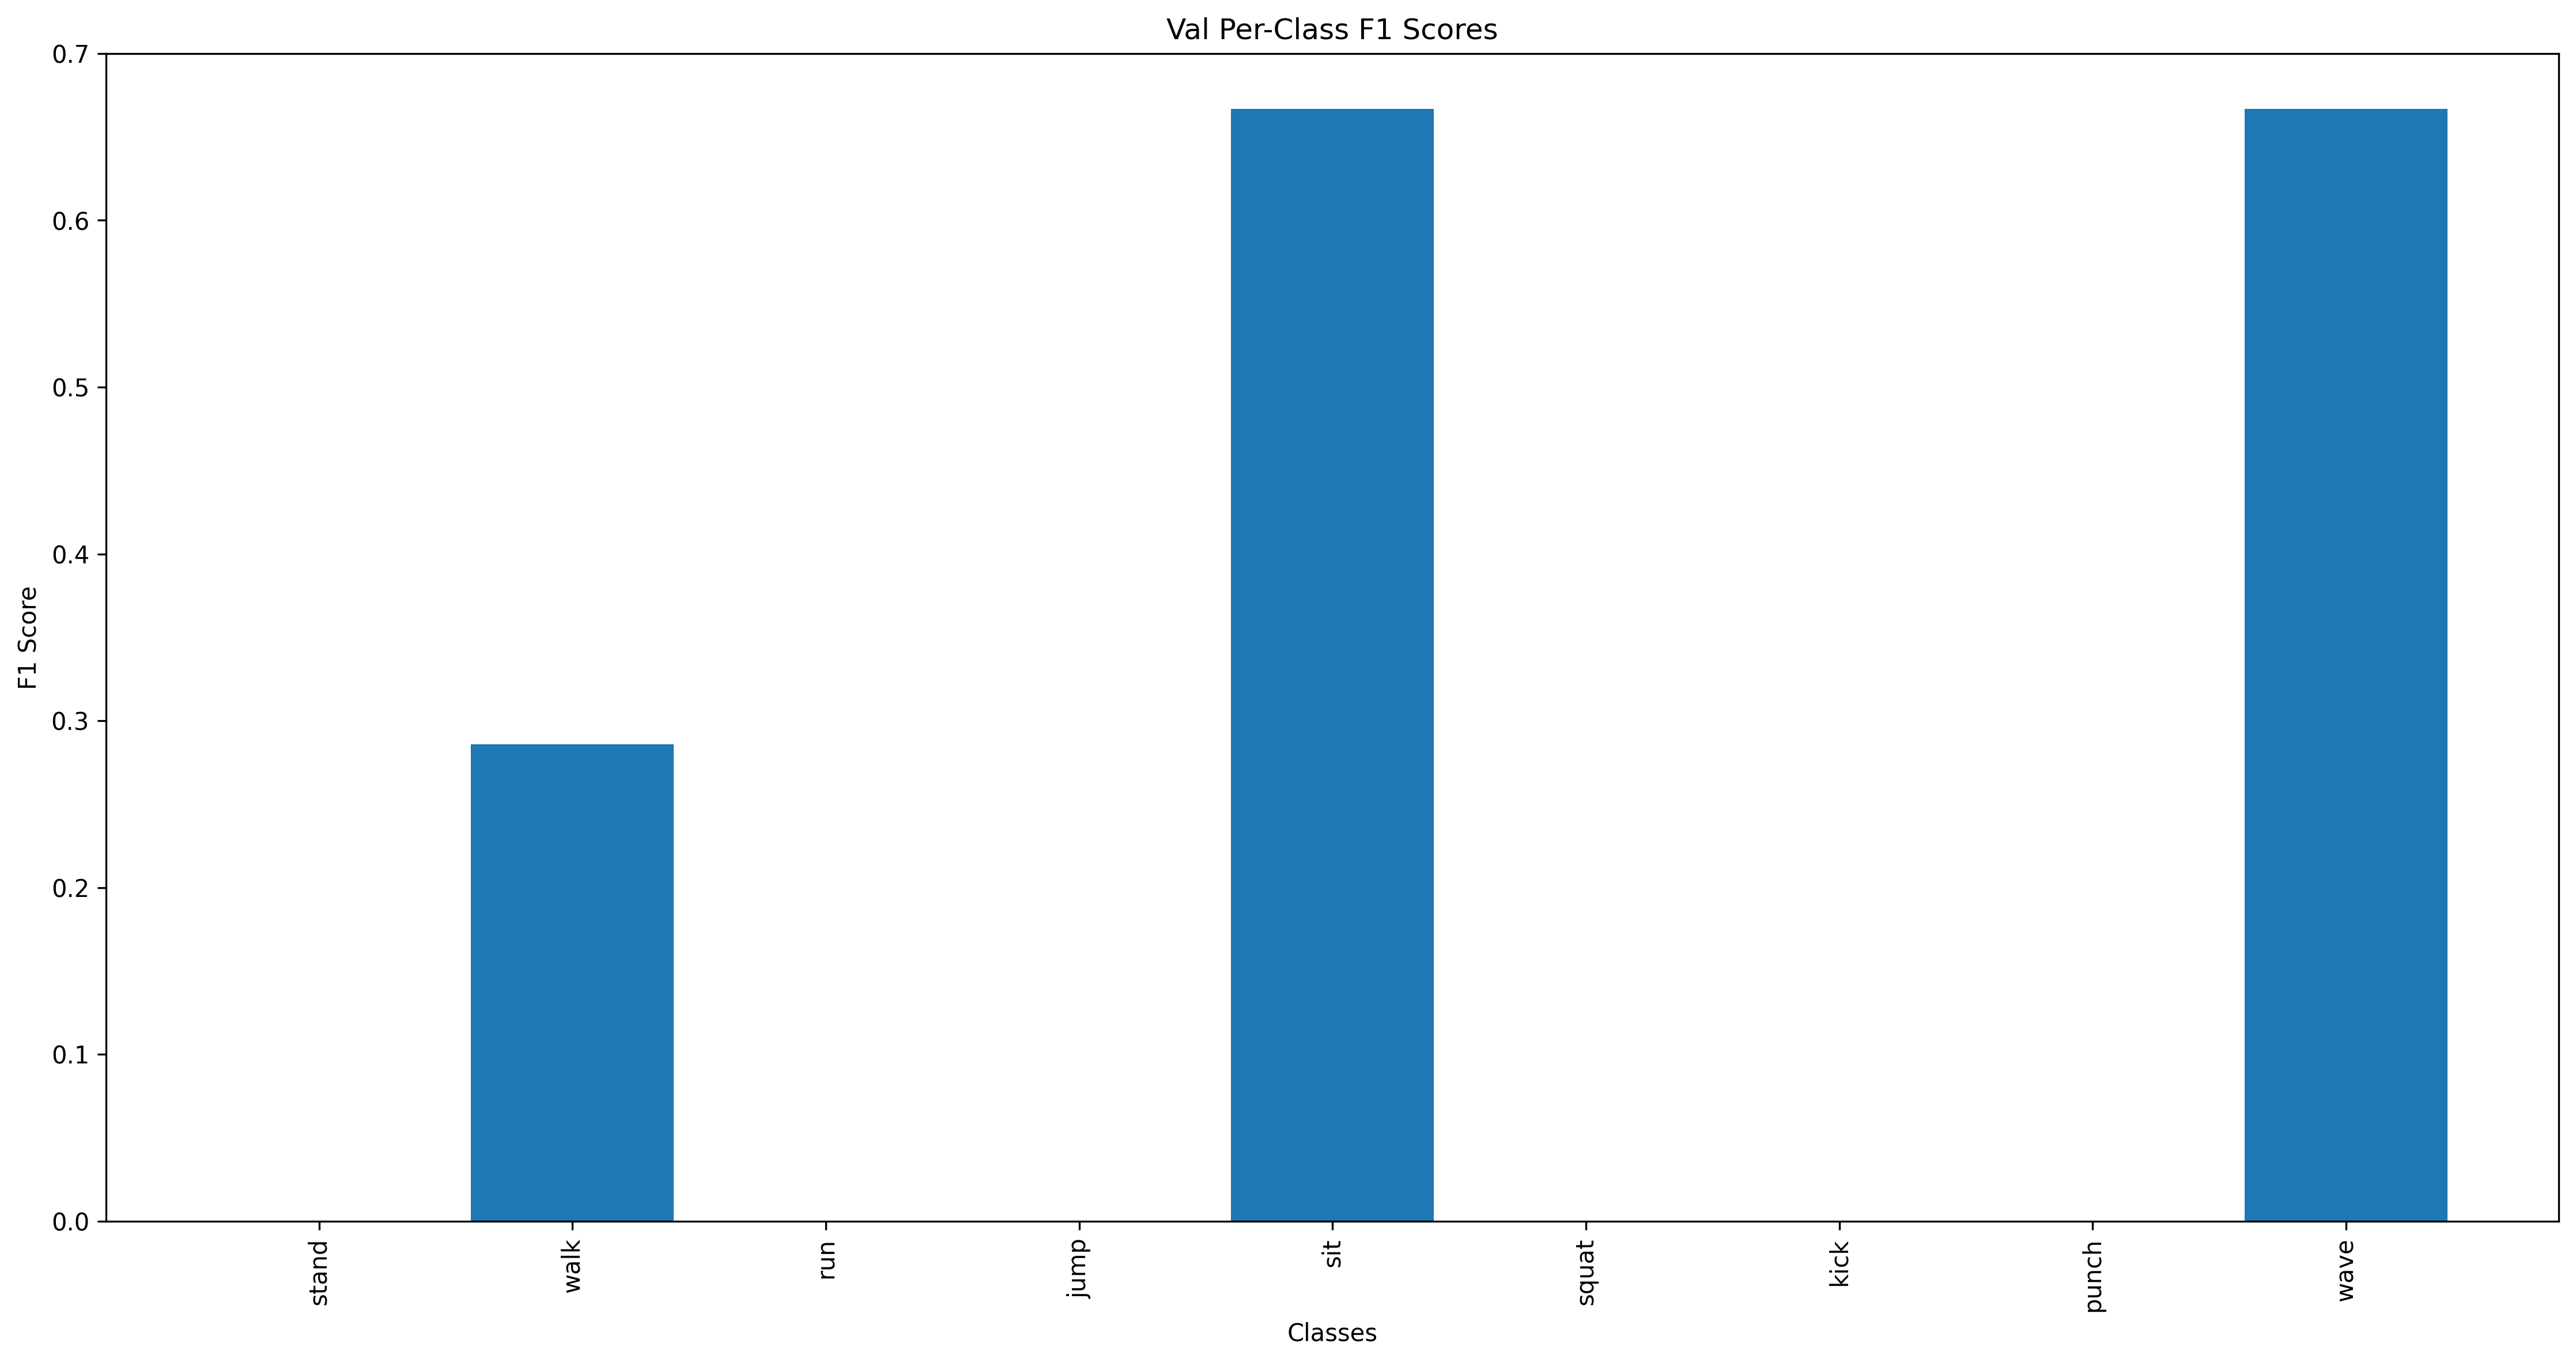 Val Per-Class F1 Scores
0.7
0.6
0.5
0.4
0.3
0.2
0.1
0.0
F1 Score
stand
walk
run
jump
sit
squat
kick
punch
wave
Classes